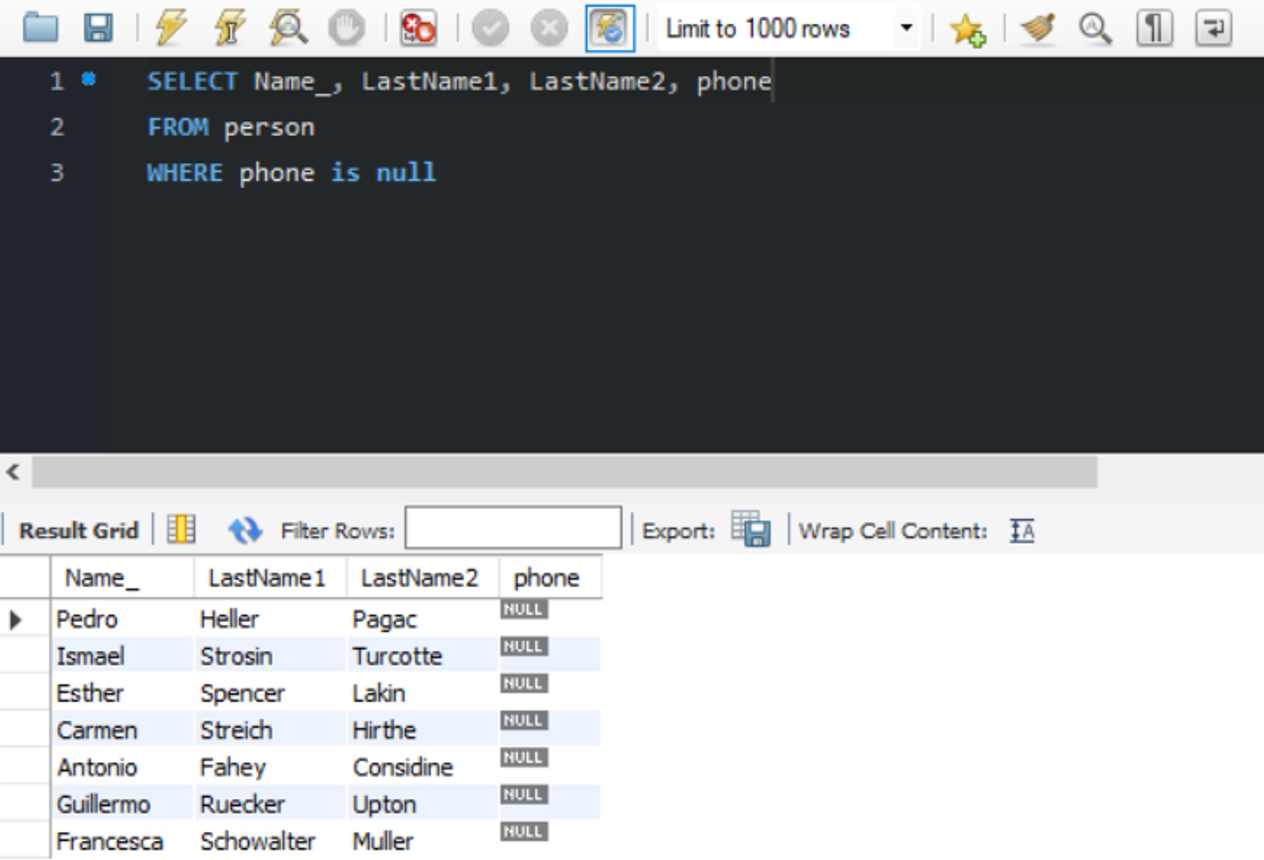 Limit to 1000 rows
1 SELECT Name_, LastName1, LastName2, phone
2 FROM person
3 WHERE phone is null
Result Grid Filter Rows: Export: Wrap Cell Content:
Name_ LastName1 LastName2 phone
Pedro Heller Pagac NULL
Ismael Strosin Turcotte NULL
Esther Spencer Lakin NULL
Carmen Streich Hirthe NULL
Antonio Fahey Considine NULL
Guillermo Ruecker Upton NULL
Francesca Schowalter Muller NULL